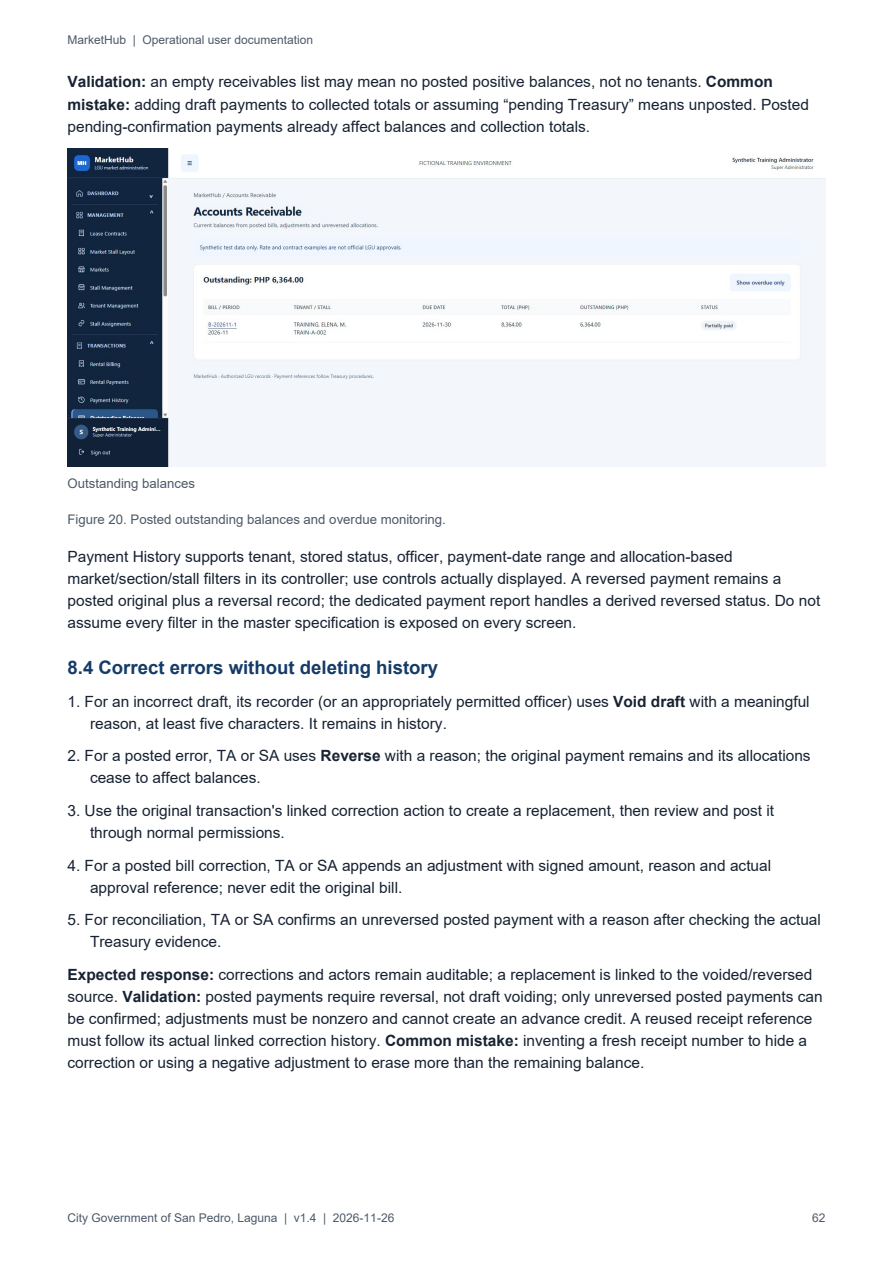 MarketHub | Operational user documentation
Validation: an empty receivables list may mean no posted positive balances, not no tenants. Common
mistake: adding draft payments to collected totals or assuming “pending Treasury” means unposted. Posted
pending-confirmation payments already affect balances and collection totals.
MH MarketHub
LGU market administration
FICTIONAL TRAINING ENVIRONMENT
Synthetic Training Administrator
Super Administrator
DASHBOARD
MANAGEMENT
Lease Contracts
Market Stall Layout
Markets
Stall Management
Tenant Management
Stall Assignments
TRANSACTIONS
Rental Billing
Rental Payments
Payment History
Outstanding Balances
S Synthetic Training Admini...
Super Administrator
Sign out
MarketHub / Accounts Receivable
Accounts Receivable
Current balances from posted bills, adjustments and unreversed allocations.
Synthetic test data only. Rate and contract examples are not official LGU approvals.
Outstanding: PHP 6,364.00
Show overdue only
BILL / PERIOD TENANT / STALL DUE DATE TOTAL (PHP) OUTSTANDING (PHP) STATUS
B-202611-1 TRAINING, ELENA, M. 2026-11-30 8,364.00 6,364.00 Partially paid
2026-11 TRAIN-A-002
MarketHub · Authorized LGU records · Payment references follow Treasury procedures.
Outstanding balances
Figure 20. Posted outstanding balances and overdue monitoring.
Payment History supports tenant, stored status, officer, payment-date range and allocation-based
market/section/stall filters in its controller; use controls actually displayed. A reversed payment remains a
posted original plus a reversal record; the dedicated payment report handles a derived reversed status. Do not
assume every filter in the master specification is exposed on every screen.
8.4 Correct errors without deleting history
1. For an incorrect draft, its recorder (or an appropriately permitted officer) uses Void draft with a meaningful
reason, at least five characters. It remains in history.
2. For a posted error, TA or SA uses Reverse with a reason; the original payment remains and its allocations
cease to affect balances.
3. Use the original transaction's linked correction action to create a replacement, then review and post it
through normal permissions.
4. For a posted bill correction, TA or SA appends an adjustment with signed amount, reason and actual
approval reference; never edit the original bill.
5. For reconciliation, TA or SA confirms an unreversed posted payment with a reason after checking the actual
Treasury evidence.
Expected response: corrections and actors remain auditable; a replacement is linked to the voided/reversed
source. Validation: posted payments require reversal, not draft voiding; only unreversed posted payments can
be confirmed; adjustments must be nonzero and cannot create an advance credit. A reused receipt reference
must follow its actual linked correction history. Common mistake: inventing a fresh receipt number to hide a
correction or using a negative adjustment to erase more than the remaining balance.
City Government of San Pedro, Laguna | v1.4 | 2026-11-26
62